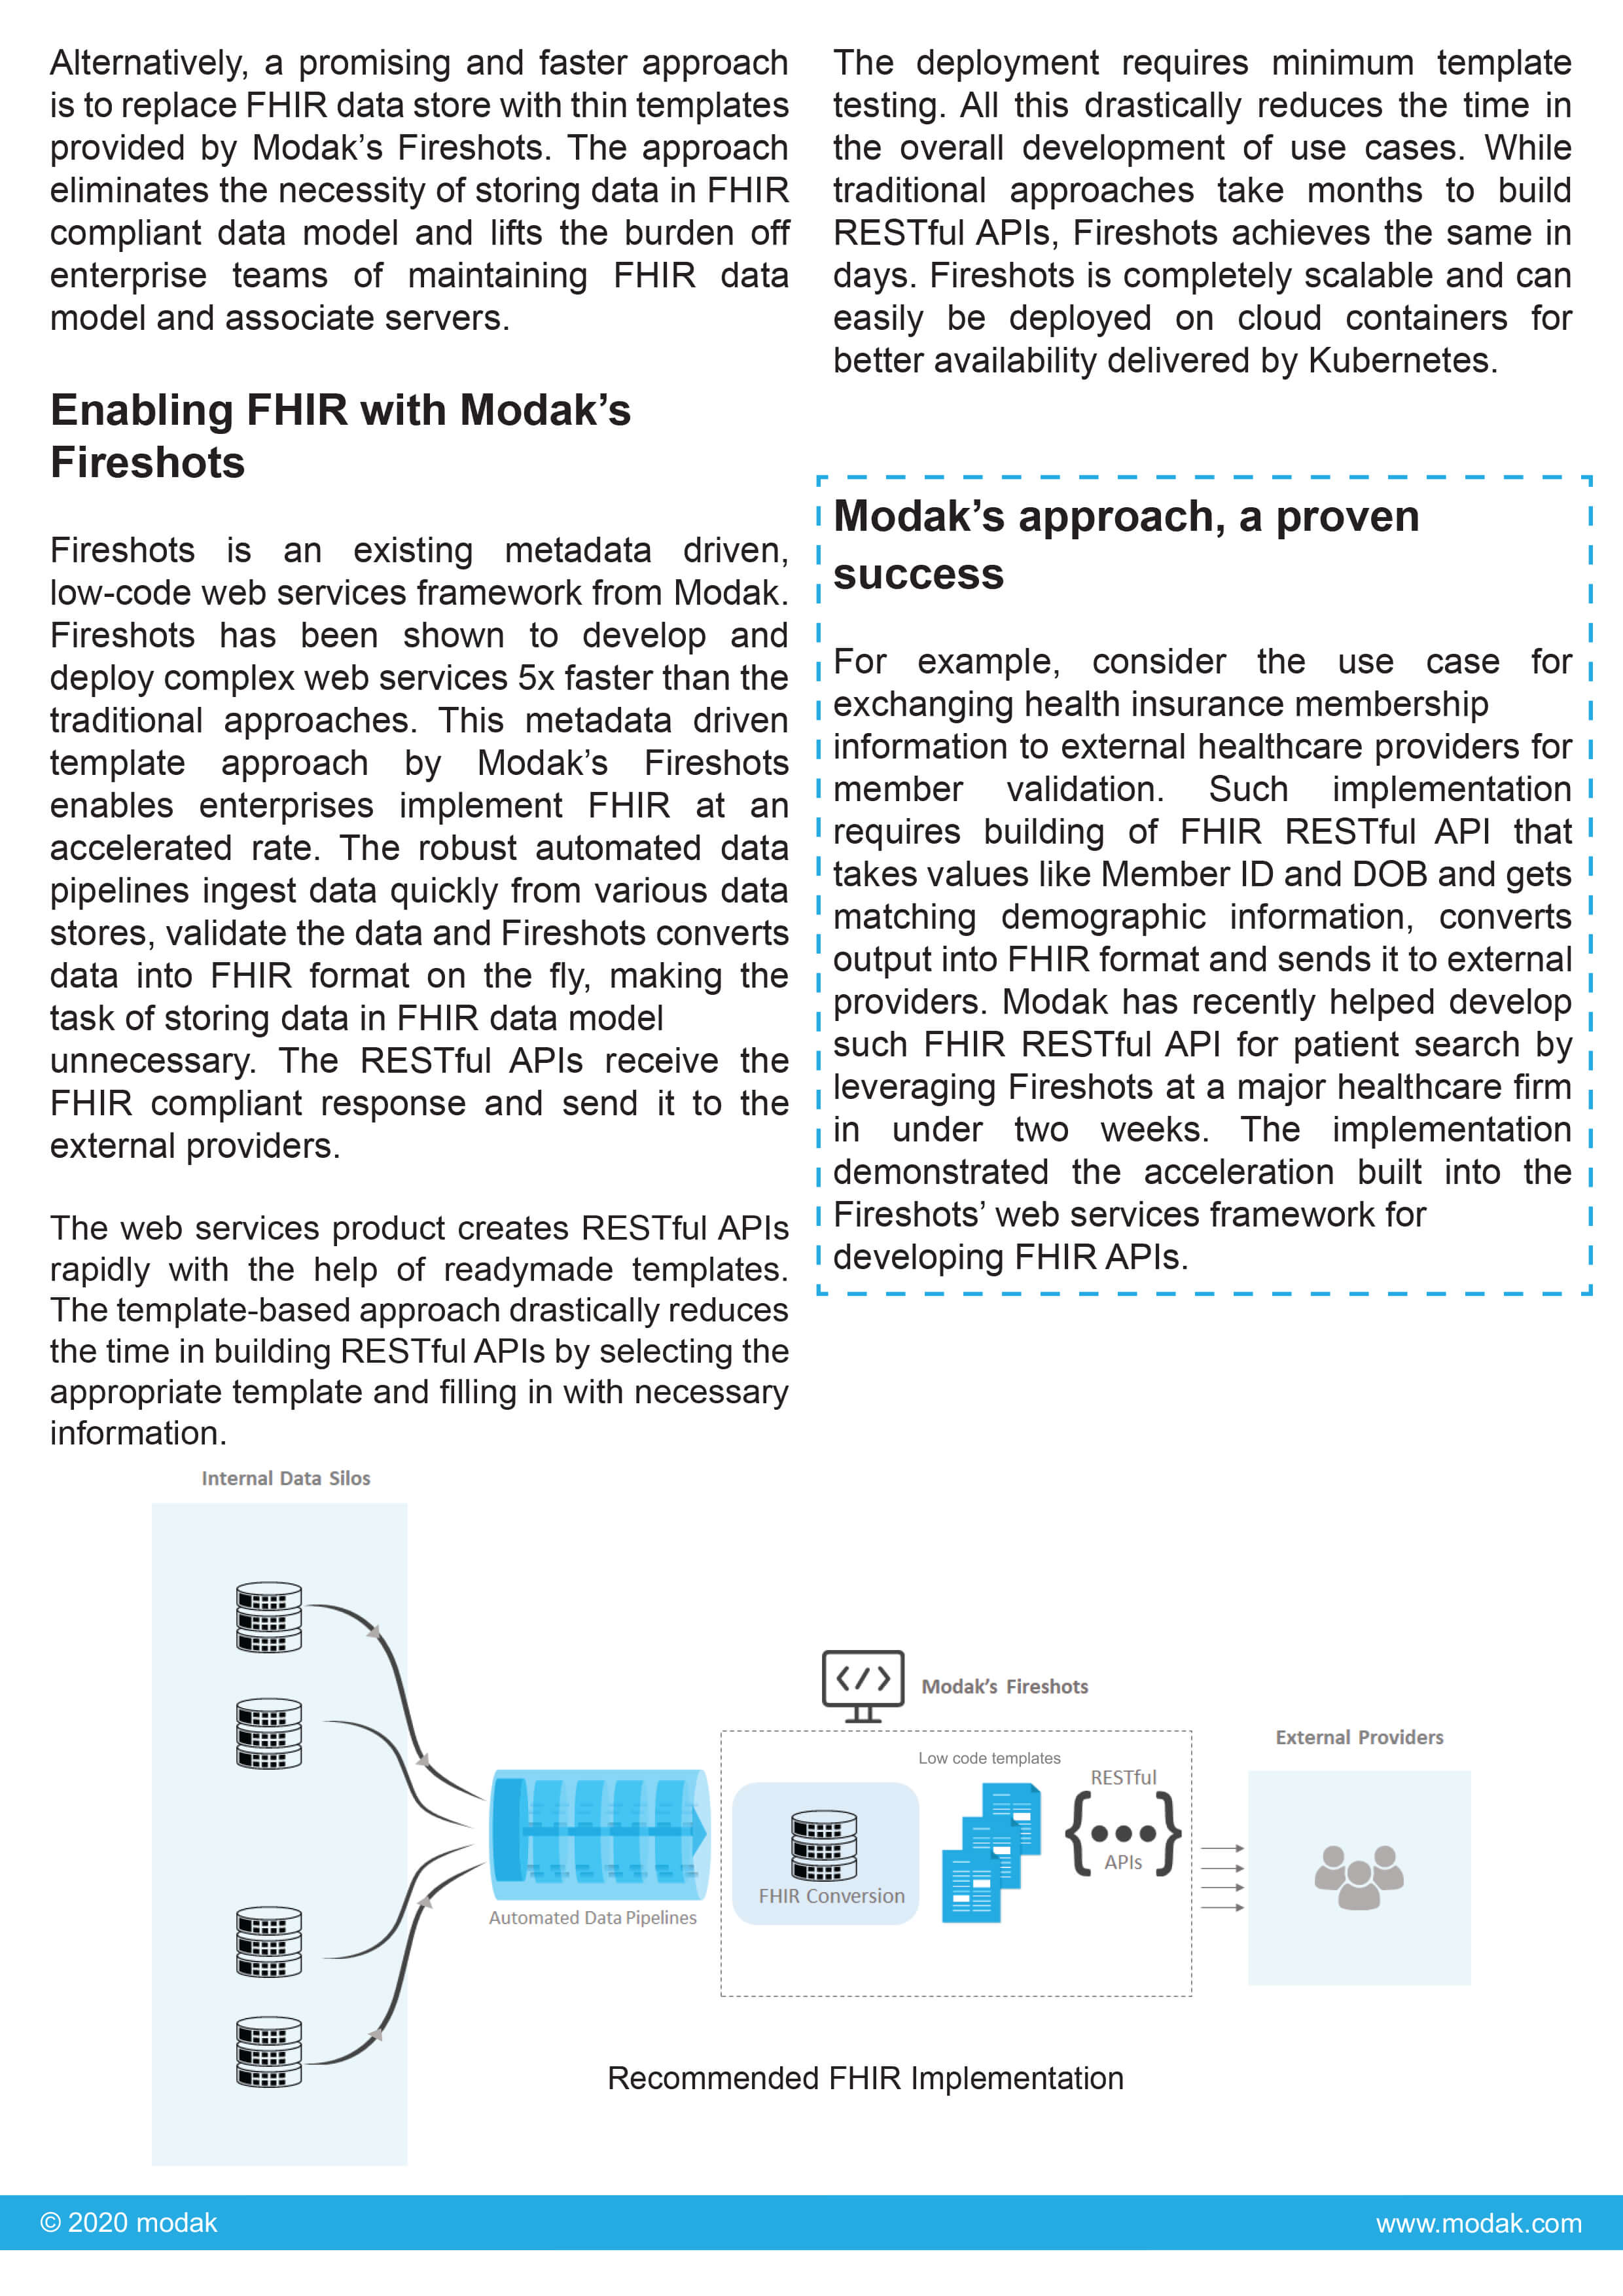 Alternatively, a promising and faster approach
is to replace FHIR data store with thin templates
provided by Modak’s Fireshots. The approach
eliminates the necessity of storing data in FHIR
compliant data model and lifts the burden off
enterprise teams of maintaining FHIR data
model and associate servers.
Enabling FHIR with Modak’s
Fireshots
Fireshots is an existing metadata driven,
low-code web services framework from Modak.
Fireshots has been shown to develop and
deploy complex web services 5x faster than the
traditional approaches. This metadata driven
template approach by Modak’s Fireshots
enables enterprises implement FHIR at an
accelerated rate. The robust automated data
pipelines ingest data quickly from various data
stores, validate the data and Fireshots converts
data into FHIR format on the fly, making the
task of storing data in FHIR data model
unnecessary. The RESTful APIs receive the
FHIR compliant response and send it to the
external providers.
The web services product creates RESTful APIs
rapidly with the help of readymade templates.
The template-based approach drastically reduces
the time in building RESTful APIs by selecting the
appropriate template and filling in with necessary
information.
The deployment requires minimum template
testing. All this drastically reduces the time in
the overall development of use cases. While
traditional approaches take months to build
RESTful APIs, Fireshots achieves the same in
days. Fireshots is completely scalable and can
easily be deployed on cloud containers for
better availability delivered by Kubernetes.
Modak’s approach, a proven
success
For example, consider the use case for
exchanging health insurance membership
information to external healthcare providers for
member validation. Such implementation
requires building of FHIR RESTful API that
takes values like Member ID and DOB and gets
matching demographic information, converts
output into FHIR format and sends it to external
providers. Modak has recently helped develop
such FHIR RESTful API for patient search by
leveraging Fireshots at a major healthcare firm
in under two weeks. The implementation
demonstrated the acceleration built into the
Fireshots’ web services framework for
developing FHIR APIs.
Internal Data Silos
Automated Data Pipelines
Modak’s Fireshots
Low code templates
FHIR Conversion
RESTful
APIs
External Providers
Recommended FHIR Implementation
© 2020 modak
www.modak.com